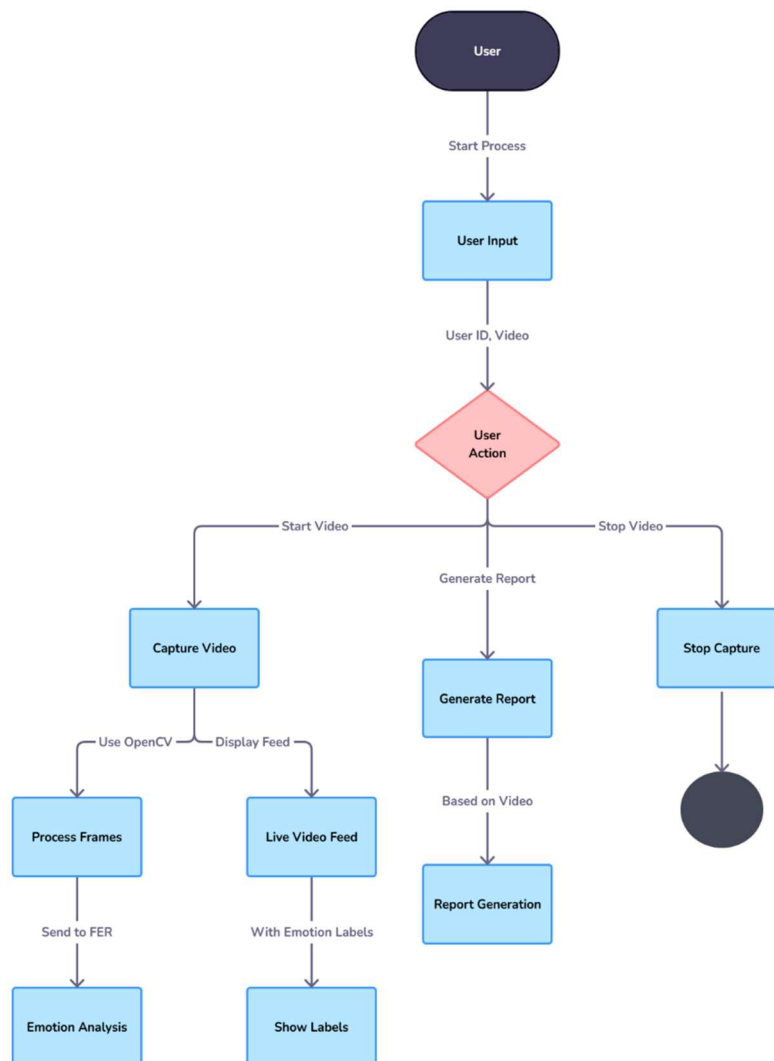 User
Start Process
User Input
User ID, Video
User
Action
Start Video
Stop Video
Generate Report
Capture Video
Stop Capture
Generate Report
Use OpenCV
Display Feed
Based on Video
Process Frames
Live Video Feed
Report Generation
Send to FER
With Emotion Labels
Emotion Analysis
Show Labels